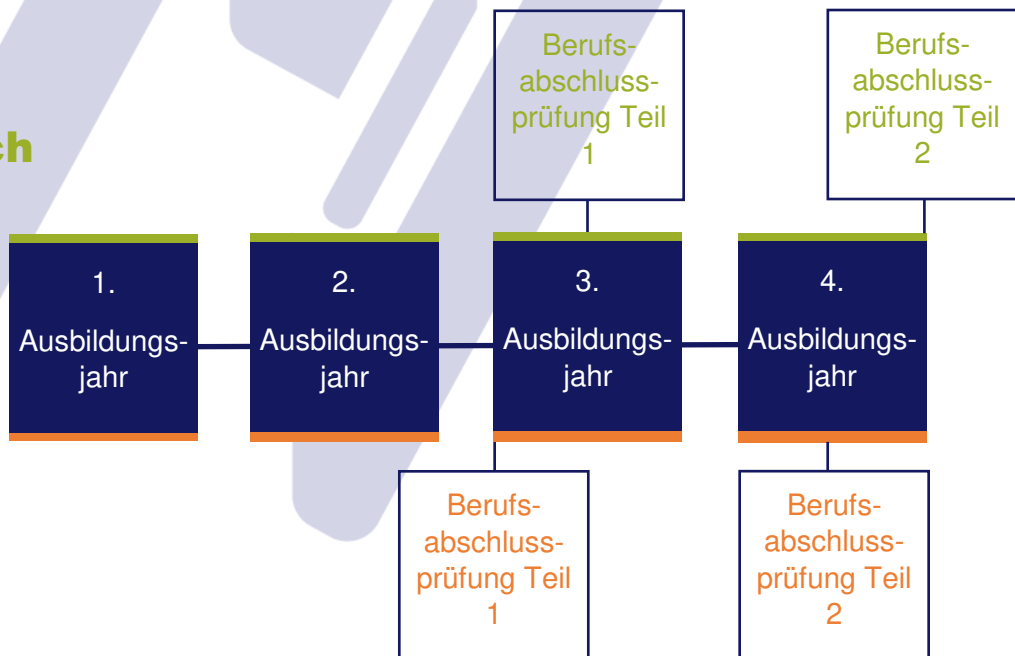 Berufs-
abschluss-
prüfung Teil
1
Berufs-
abschluss-
prüfung Teil
2
ch
1.
Ausbildungs-
jahr
2.
Ausbildungs-
jahr
3.
Ausbildungs-
jahr
4.
Ausbildungs-
jahr
Berufs-
abschluss-
prüfung Teil
1
Berufs-
abschluss-
prüfung Teil
2